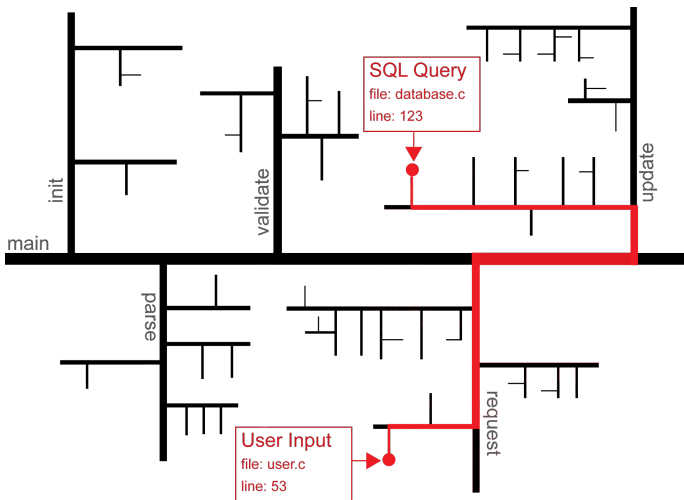 SQL Query
file: database.c
line: 123
init
validate
update
main
parse
request
User Input
file: user.c
line: 53